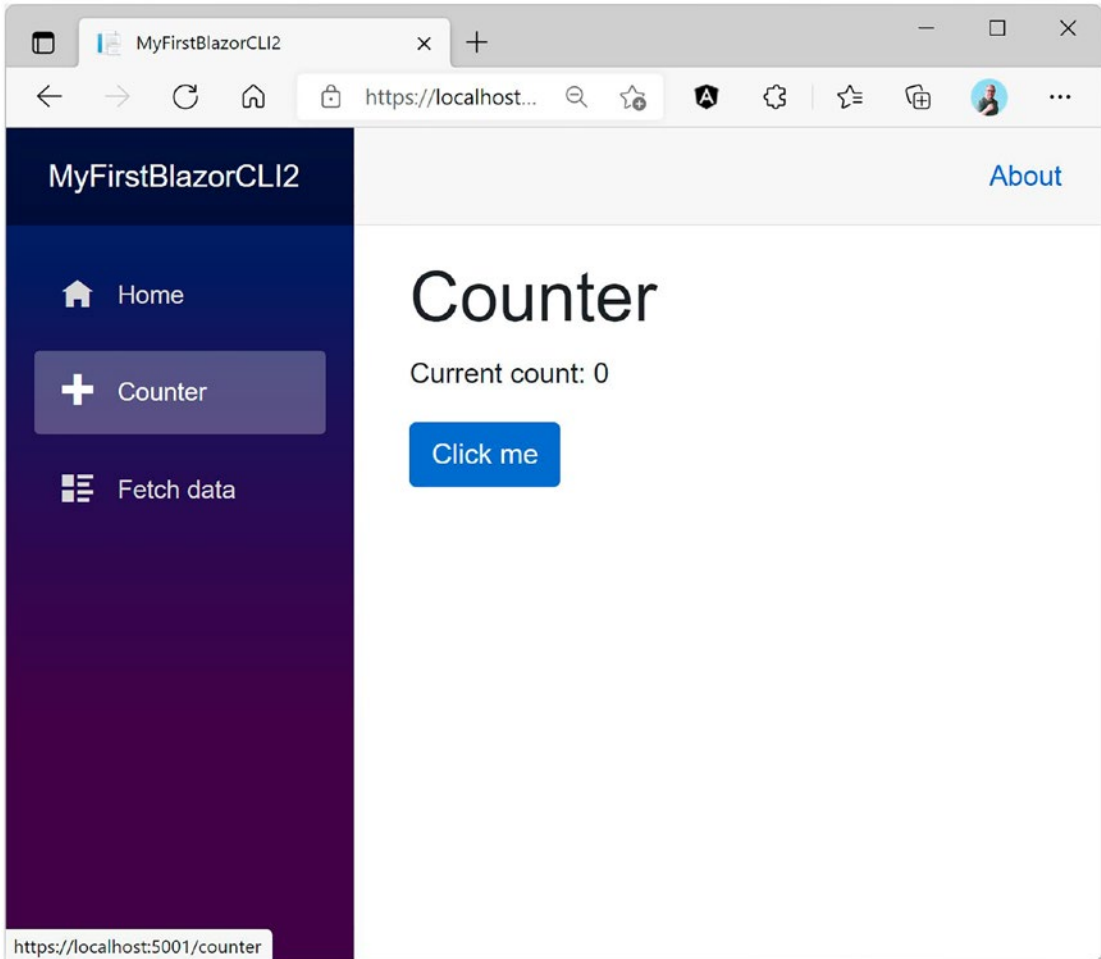 MyFirstBlazorCLI2
https://localhost...
MyFirstBlazorCLI2
About
Home
Counter
Fetch data
Counter
Current count: 0
Click me
https://localhost:5001/counter